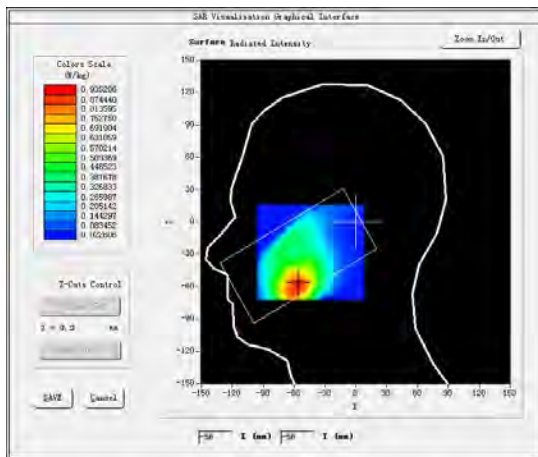 SAR Visualisation Graphical Interface
Surface Radiated Intensity
Zoom In/Out
Colors Scale
(W/kg)
0.874440
0.813595
0.752750
0.691904
0.631059
0.570214
0.509369
0.448523
0.387678
0.326833
0.265987
0.205142
0.144297
0.083452
0.022606
150
120
90
60
30
0
-30
-60
-90
-120
-150
-150 -120 -90 -60 -30 0 30 60 90 120 150
Z-Cuts Control
SAVE
Cancel
-50 X (mm) -50 Y (mm)